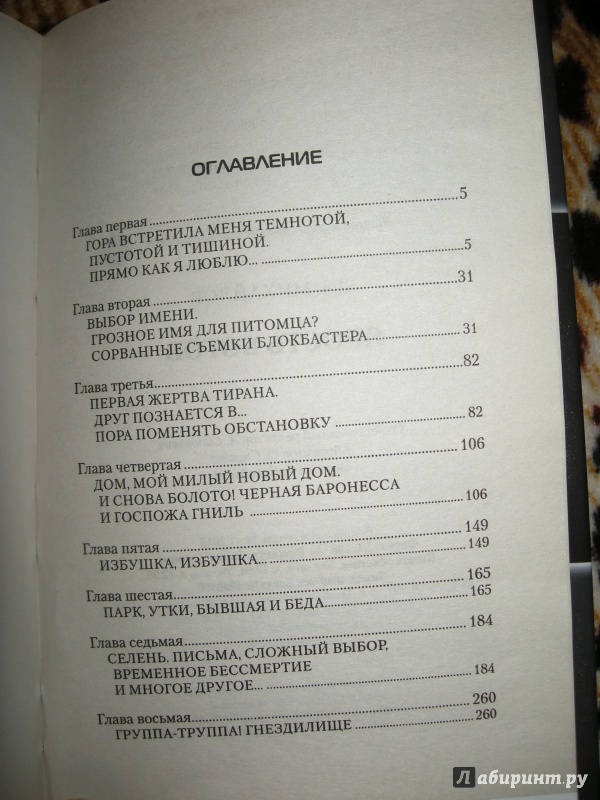 ОГЛАВЛЕНИЕ
Глава первая 5
ГОРА ВСТРЕТИЛА МЕНЯ ТЕМНОТОЙ,
ПУСТОТОЙ И ТИШИНОЙ.
ПРЯМО КАК Я ЛЮБЛЮ... 5
Глава вторая 31
ВЫБОР ИМЕНИ.
ГРОЗНОЕ ИМЯ ДЛЯ ПИТОМЦА?
СОРВАННЫЕ СЪЕМКИ БЛОКБАСТЕРА 31
Глава третья 82
ПЕРВАЯ ЖЕРТВА ТИРАНА.
ДРУГ ПОЗНАЕТСЯ В...
ПОРА ПОМЕНЯТЬ ОБСТАНОВКУ 82
Глава четвертая 106
ДОМ, МОЙ МИЛЫЙ НОВЫЙ ДОМ.
И СНОВА БОЛОТО! ЧЕРНАЯ БАРОНЕССА
И ГОСПОЖА ГНИЛЬ 106
Глава пятая 149
ИЗБУШКА, ИЗБУШКА... 149
Глава шестая 165
ПАРК, УТКИ, БЫВШАЯ И БЕДА 165
Глава седьмая 184
СЕЛЕНЬ. ПИСЬМА, СЛОЖНЫЙ ВЫБОР,
ВРЕМЕННОЕ БЕССМЕРТИЕ
И МНОГОЕ ДРУГОЕ... 184
Глава восьмая 260
ГРУППА-ТРУППА! ГНЕЗДИЛИЩЕ 260
Лабиринт.ру